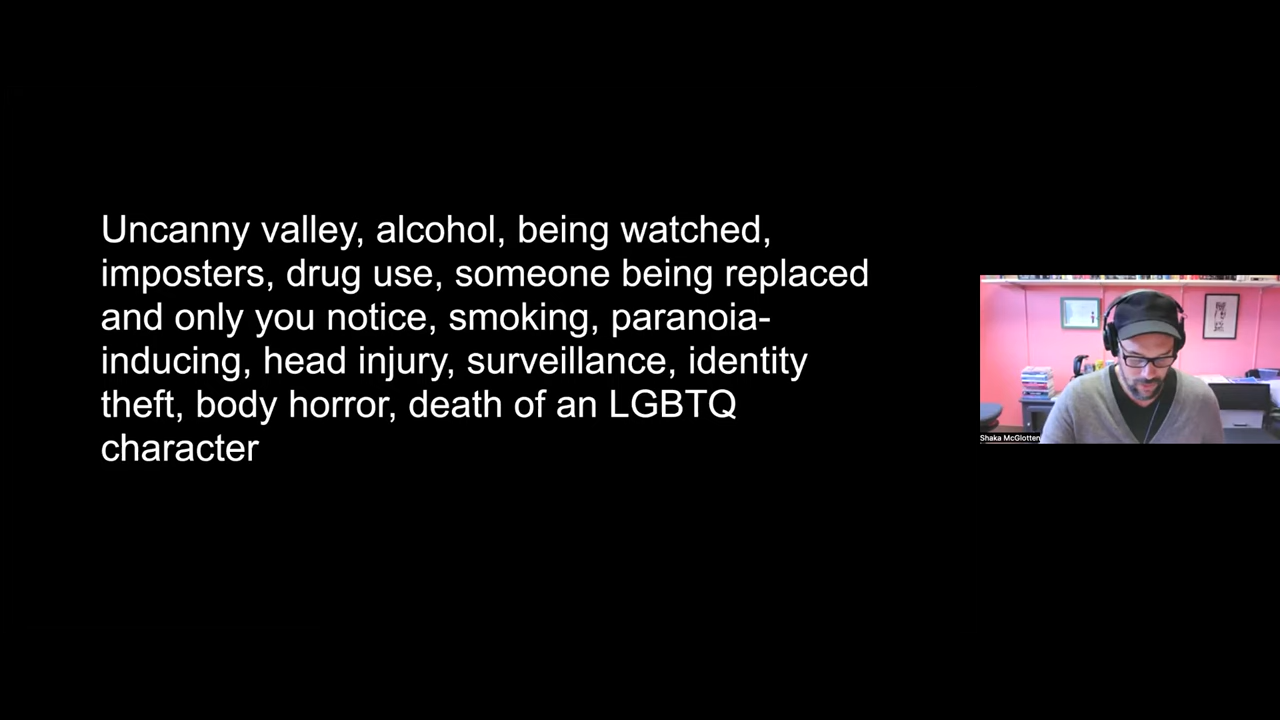 Uncanny valley, alcohol, being watched,
imposters, drug use, someone being replaced
and only you notice, smoking, paranoia-
inducing, head injury, surveillance, identity
theft, body horror, death of an LGBTQ
character
Shaka McGlotten